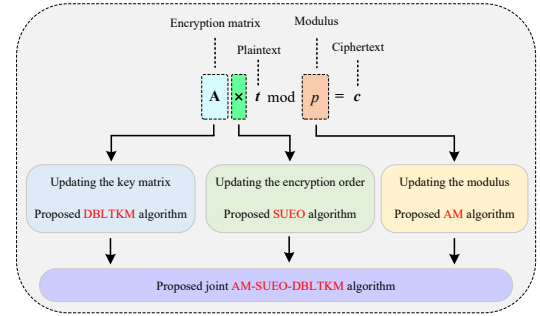 Encryption matrix
Modulus
Plaintext
Ciphertext
A × t mod p = c
Updating the key matrix
Proposed DBLTKM algorithm
Updating the encryption order
Proposed SUEO algorithm
Updating the modulus
Proposed AM algorithm
Proposed joint AM-SUEO-DBLTKM algorithm